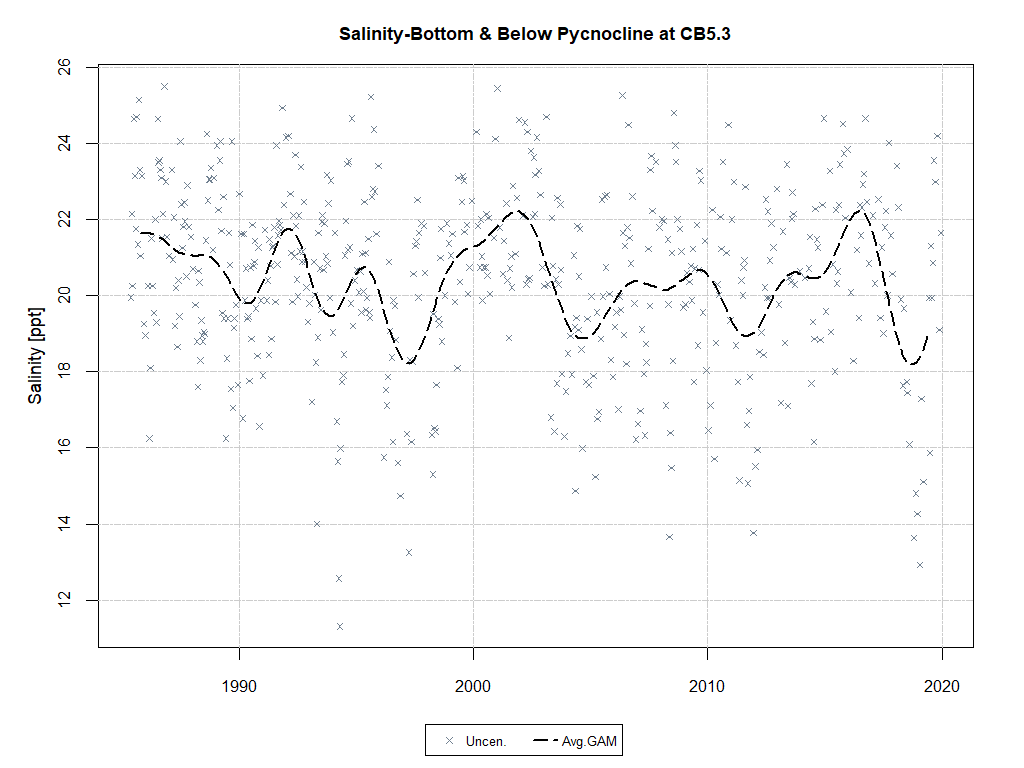 Salinity-Bottom & Below Pycnocline at CB5.3
26
24
22
20
18
16
14
12
Salinity [ppt]
1990 2000 2010 2020
Uncen. Avg.GAM